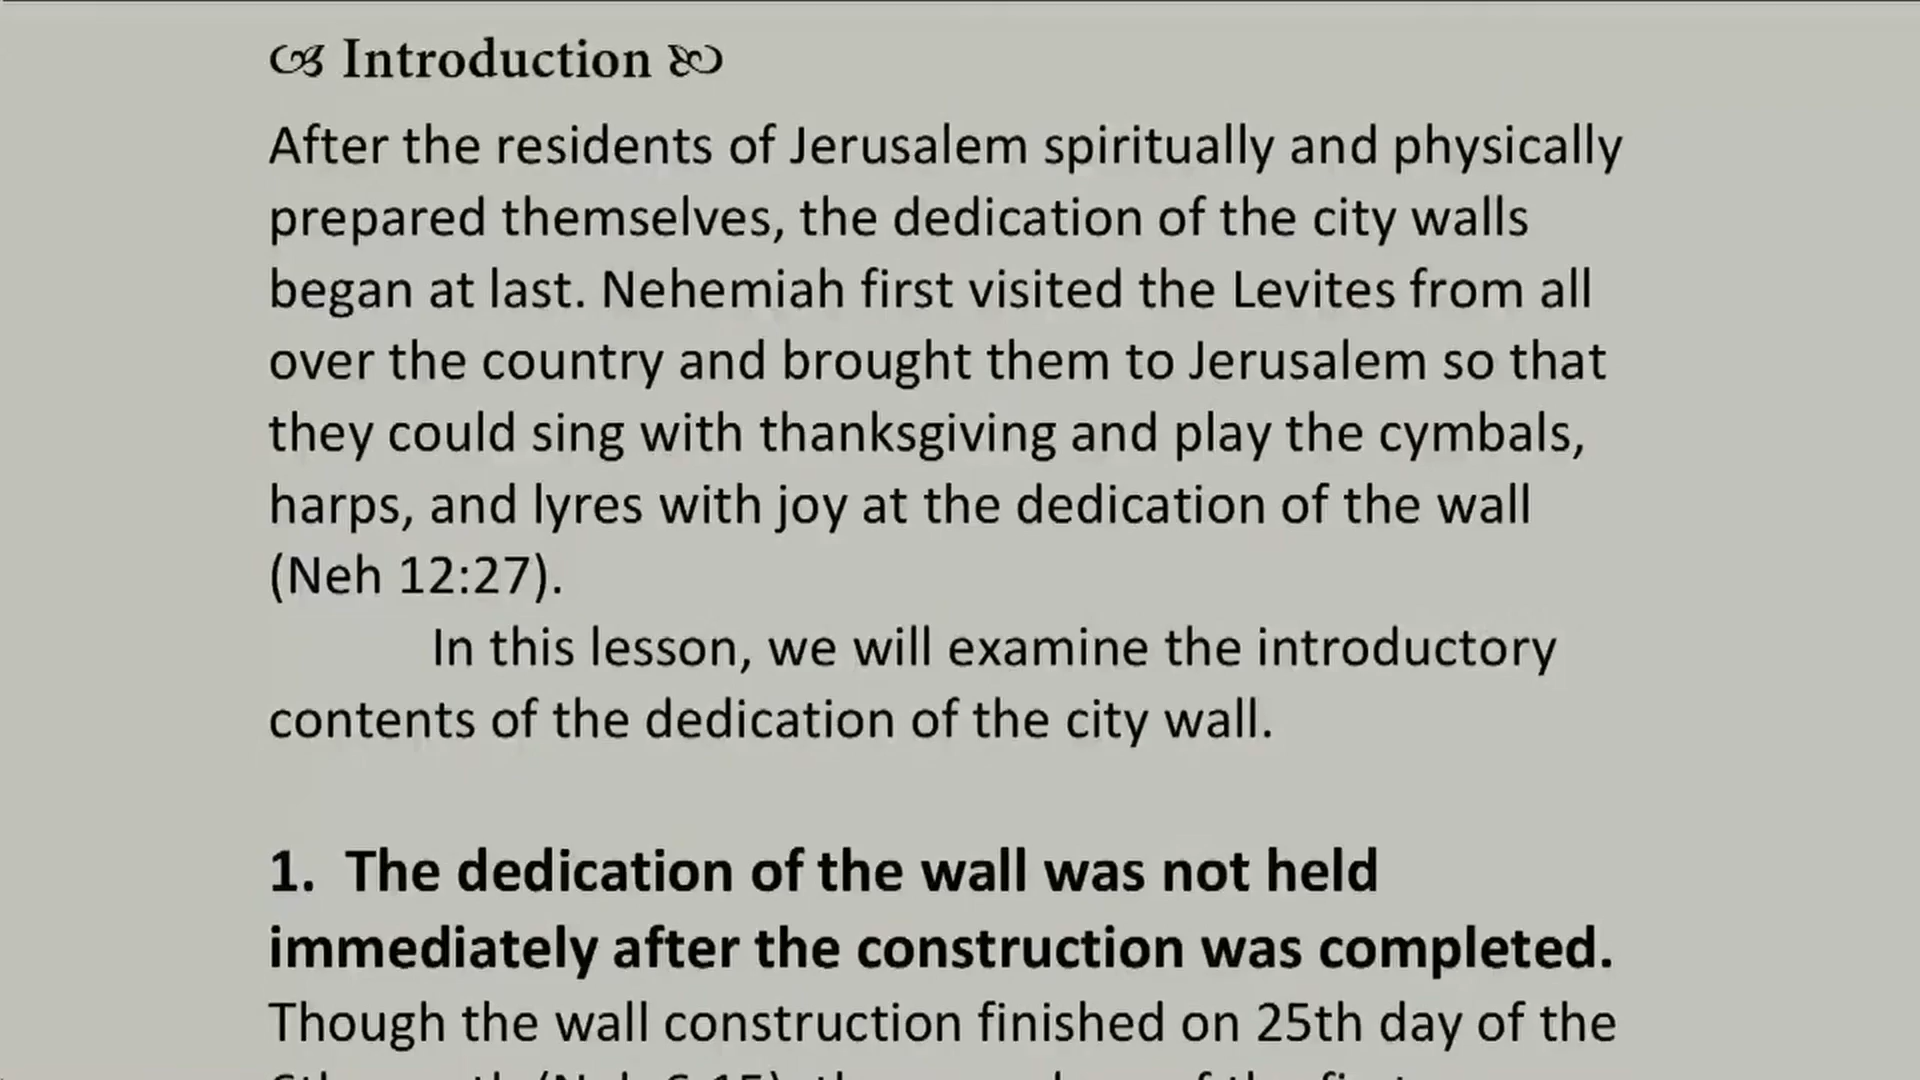 Introduction
After the residents of Jerusalem spiritually and physically
prepared themselves, the dedication of the city walls
began at last. Nehemiah first visited the Levites from all
over the country and brought them to Jerusalem so that
they could sing with thanksgiving and play the cymbals,
harps, and lyres with joy at the dedication of the wall
(Neh 12:27).
In this lesson, we will examine the introductory
contents of the dedication of the city wall.
1. The dedication of the wall was not held
immediately after the construction was completed.
Though the wall construction finished on 25th day of the